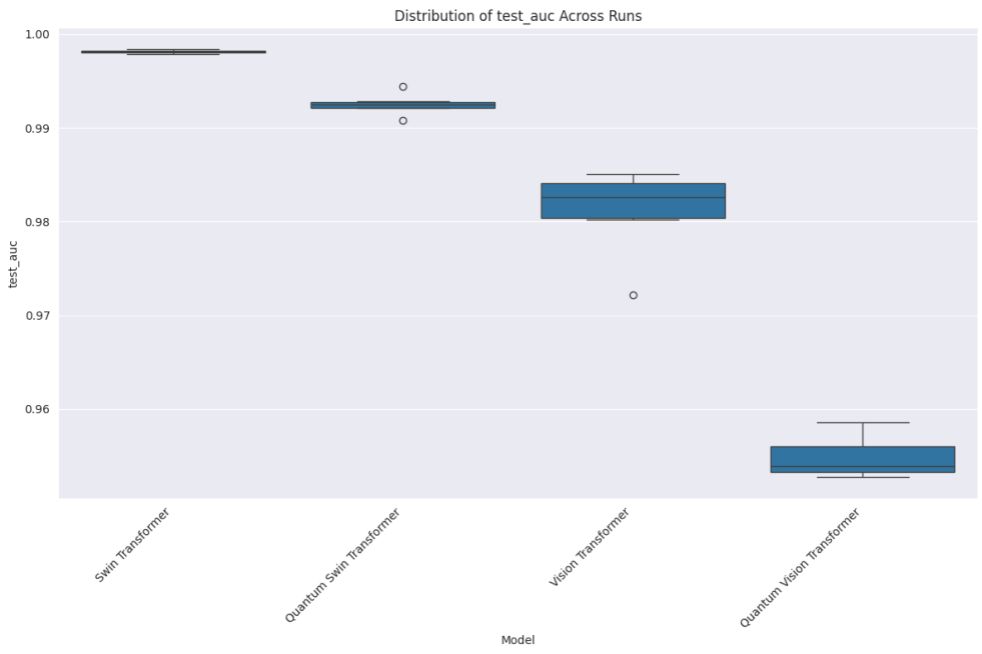 Distribution of test_auc Across Runs
1.00
0.99
0.98
0.97
0.96
test_auc
Swin Transformer
Quantum Swin Transformer
Vision Transformer
Quantum Vision Transformer
Model